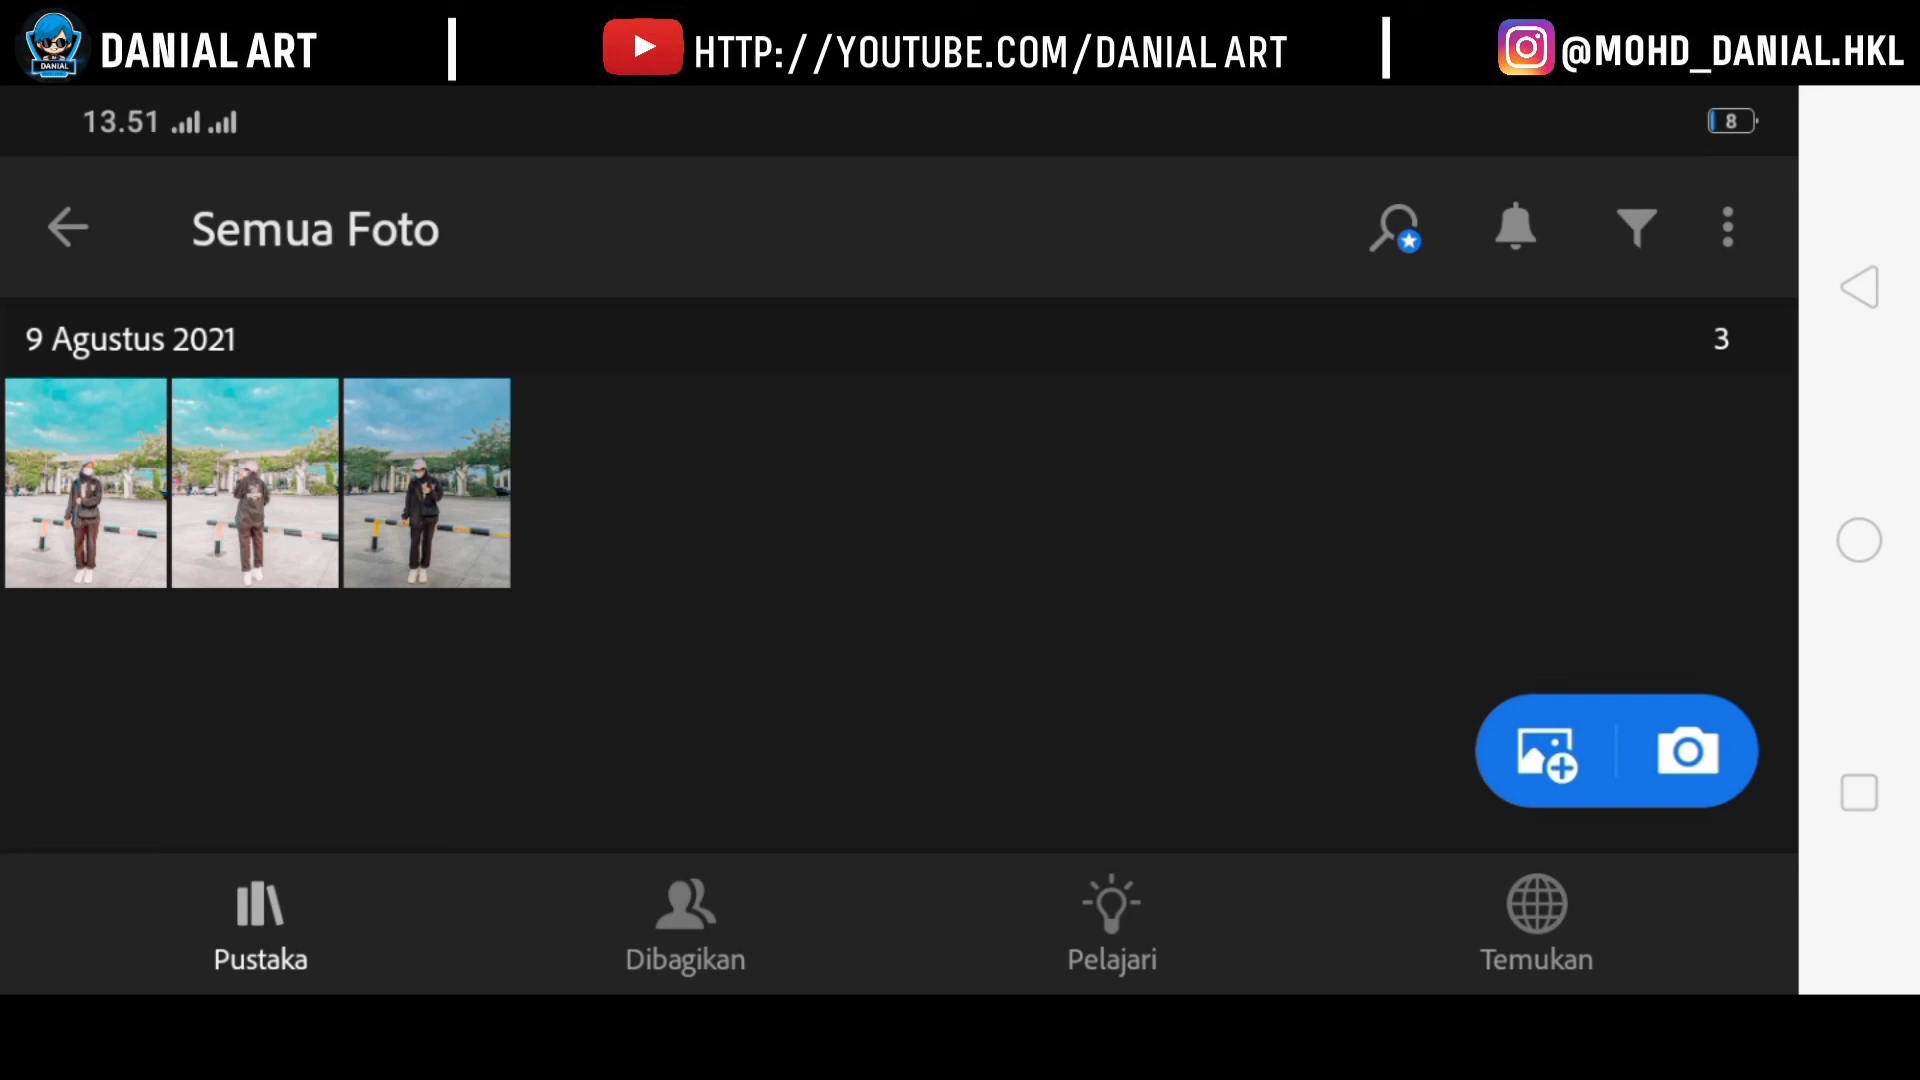 DANIAL
DANIAL ART | HTTP://YOUTUBE.COM/DANIAL ART | @MOHD_DANIAL.HKL
13.51
8
Semua Foto
9 Agustus 2021
3
Pustaka
Dibagikan
Pelajari
Temukan